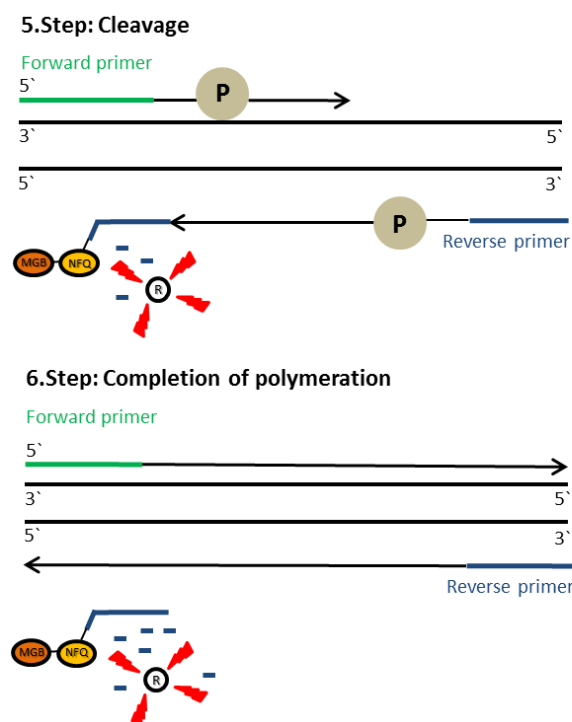 5.Step: Cleavage
Forward primer
5`
P
3` 5`
5` 3`
P
Reverse primer
MGB NFQ
R
6.Step: Completion of polymeration
Forward primer
5`
3` 5`
5` 3`
Reverse primer
MGB NFQ
R